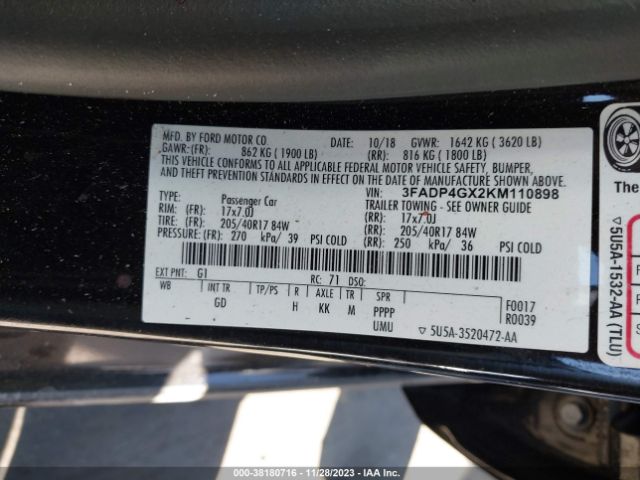 MFD. BY FORD MOTOR CO. DATE: 10/18 GVWR: 1642 KG ( 3620 LB)
GAWR: (FR): 862 KG ( 1900 LB) (RR): 816 KG ( 1800 LB)
THIS VEHICLE CONFORMS TO ALL APPLICABLE FEDERAL MOTOR VEHICLE SAFETY, BUMPER,
AND THEFT PREVENTION STANDARDS IN EFFECT ON THE DATE OF MANUFACTURE SHOWN ABOVE.
VIN: 3FADP4GX2KM110898
TYPE: Passenger Car TRAILER TOWING - SEE OWNER GUIDE
RIM: (FR) 17x7.0J (RR): 17x7.0J
TIRE: (FR) 205/40R17 84W (RR): 205/40R17 84W
PRESSURE: (FR) 270 kPa/ 39 PSI COLD (RR) 250 kPa/ 36 PSI COLD
EXT PNT: G1 RC: 71 DSO:
WB INT TR TP/PS R AXLE TR SPR
GD H KK M PPPP F0017
UMU R0039
▽ 5U5A-3520472-AA
The
▽ 5U5A-1532-AA (TLU)
000-38180716 - 11/28/2023 - IAA Inc.